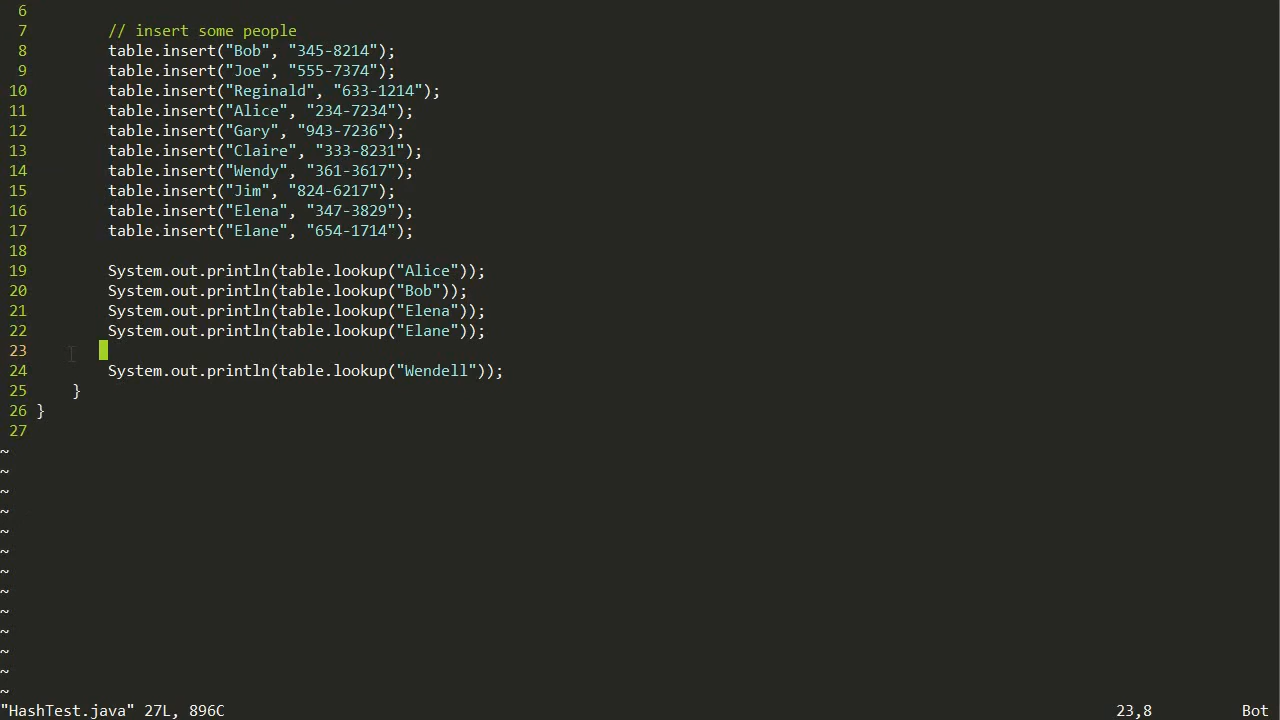 6
7 // insert some people
8 table.insert("Bob", "345-8214");
9 table.insert("Joe", "555-7374");
10 table.insert("Reginald", "633-1214");
11 table.insert("Alice", "234-7234");
12 table.insert("Gary", "943-7236");
13 table.insert("Claire", "333-8231");
14 table.insert("Wendy", "361-3617");
15 table.insert("Jim", "824-6217");
16 table.insert("Elena", "347-3829");
17 table.insert("Elane", "654-1714");
18
19 System.out.println(table.lookup("Alice"));
20 System.out.println(table.lookup("Bob"));
21 System.out.println(table.lookup("Elena"));
22 System.out.println(table.lookup("Elane"));
23
24 System.out.println(table.lookup("Wendell"));
25 }
26 }
27
~
~
~
~
~
~
~
~
~
~
~
~
~
"HashTest.java" 27L, 896C 23,8 Bot